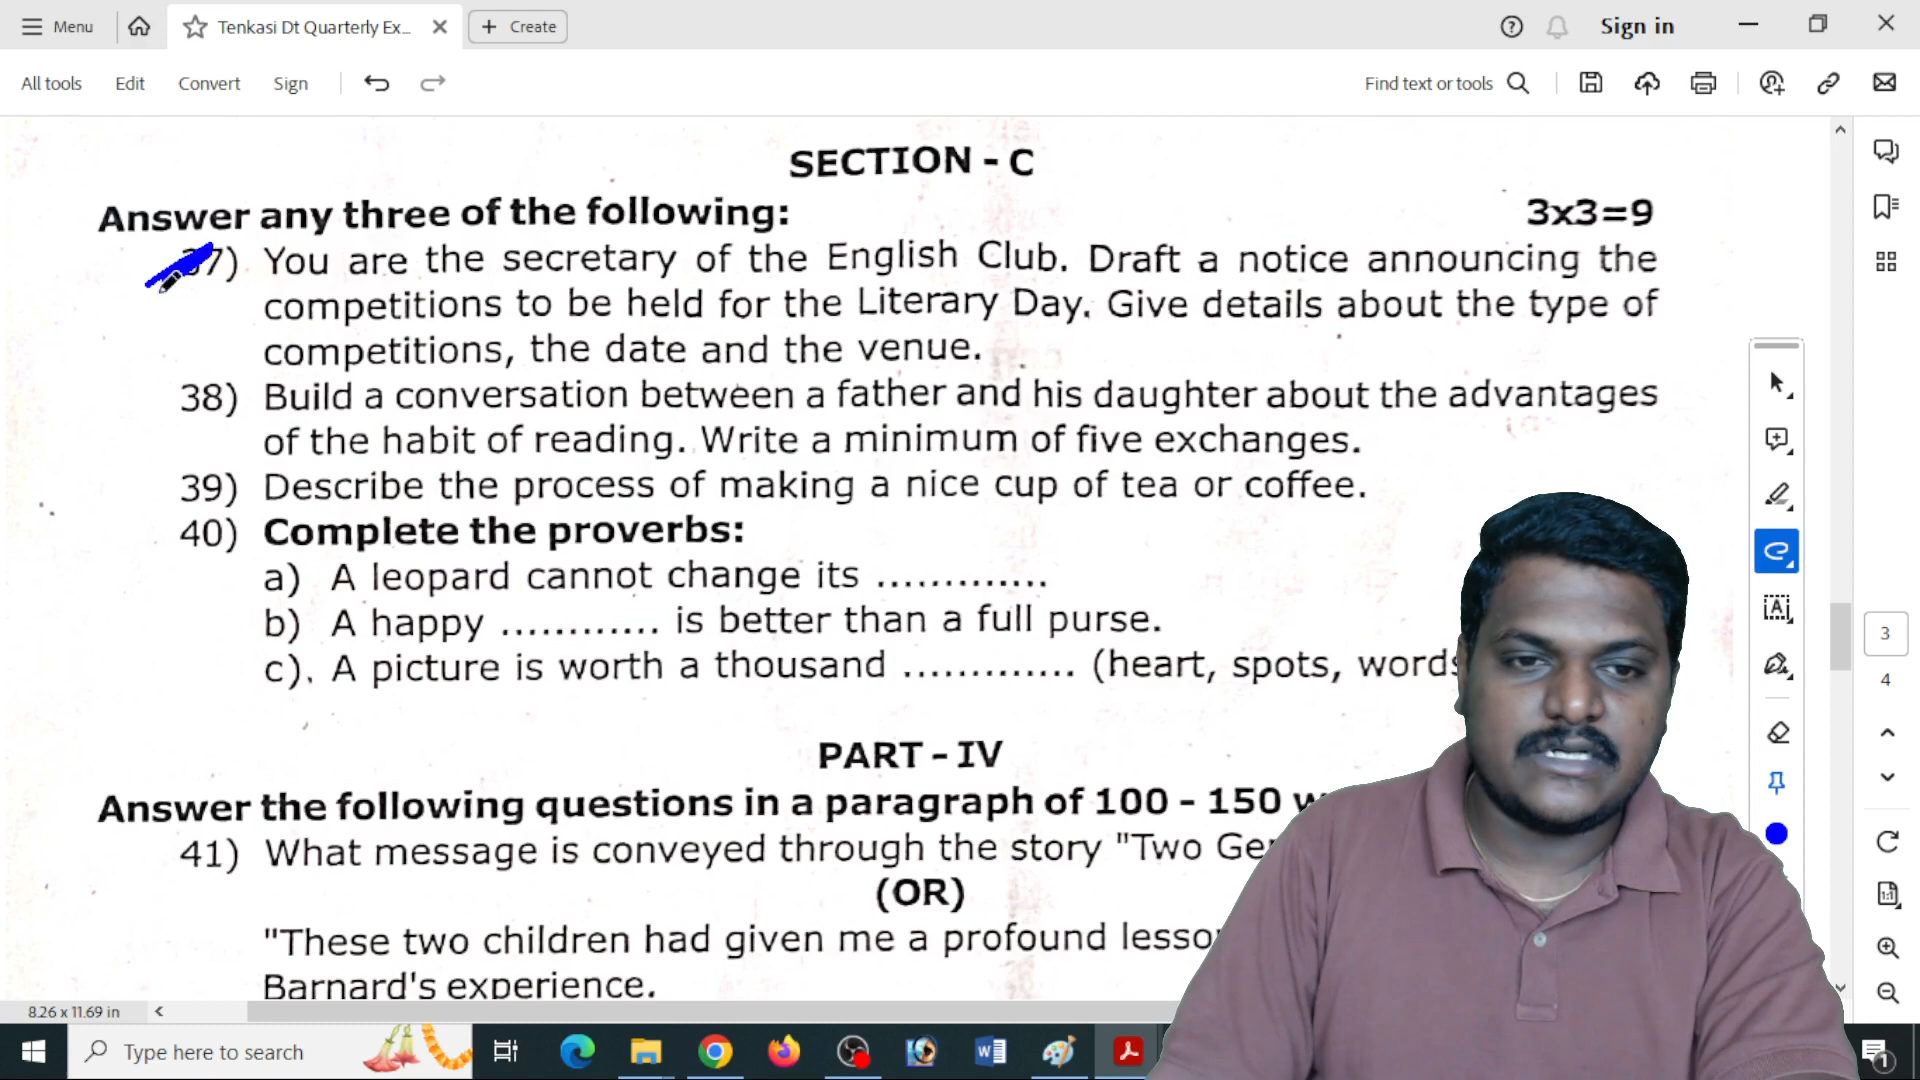 Menu
Tenkasi Dt Quarterly Ex...
Create
Sign in
All tools
Edit
Convert
Sign
Find text or tools
SECTION - C
Answer any three of the following: 3x3=9
37) You are the secretary of the English Club. Draft a notice announcing the
competitions to be held for the Literary Day. Give details about the type of
competitions, the date and the venue.
38) Build a conversation between a father and his daughter about the advantages
of the habit of reading. Write a minimum of five exchanges.
39) Describe the process of making a nice cup of tea or coffee.
40) Complete the proverbs:
a) A leopard cannot change its .............
b) A happy ............ is better than a full purse.
c). A picture is worth a thousand ............. (heart, spots, words
PART - IV
Answer the following questions in a paragraph of 100 - 150
41) What message is conveyed through the story "Two
(OR)
"These two children had given me a profound
Barnard's experience.
3
4
8.26 x 11.69 in
Type here to search
1